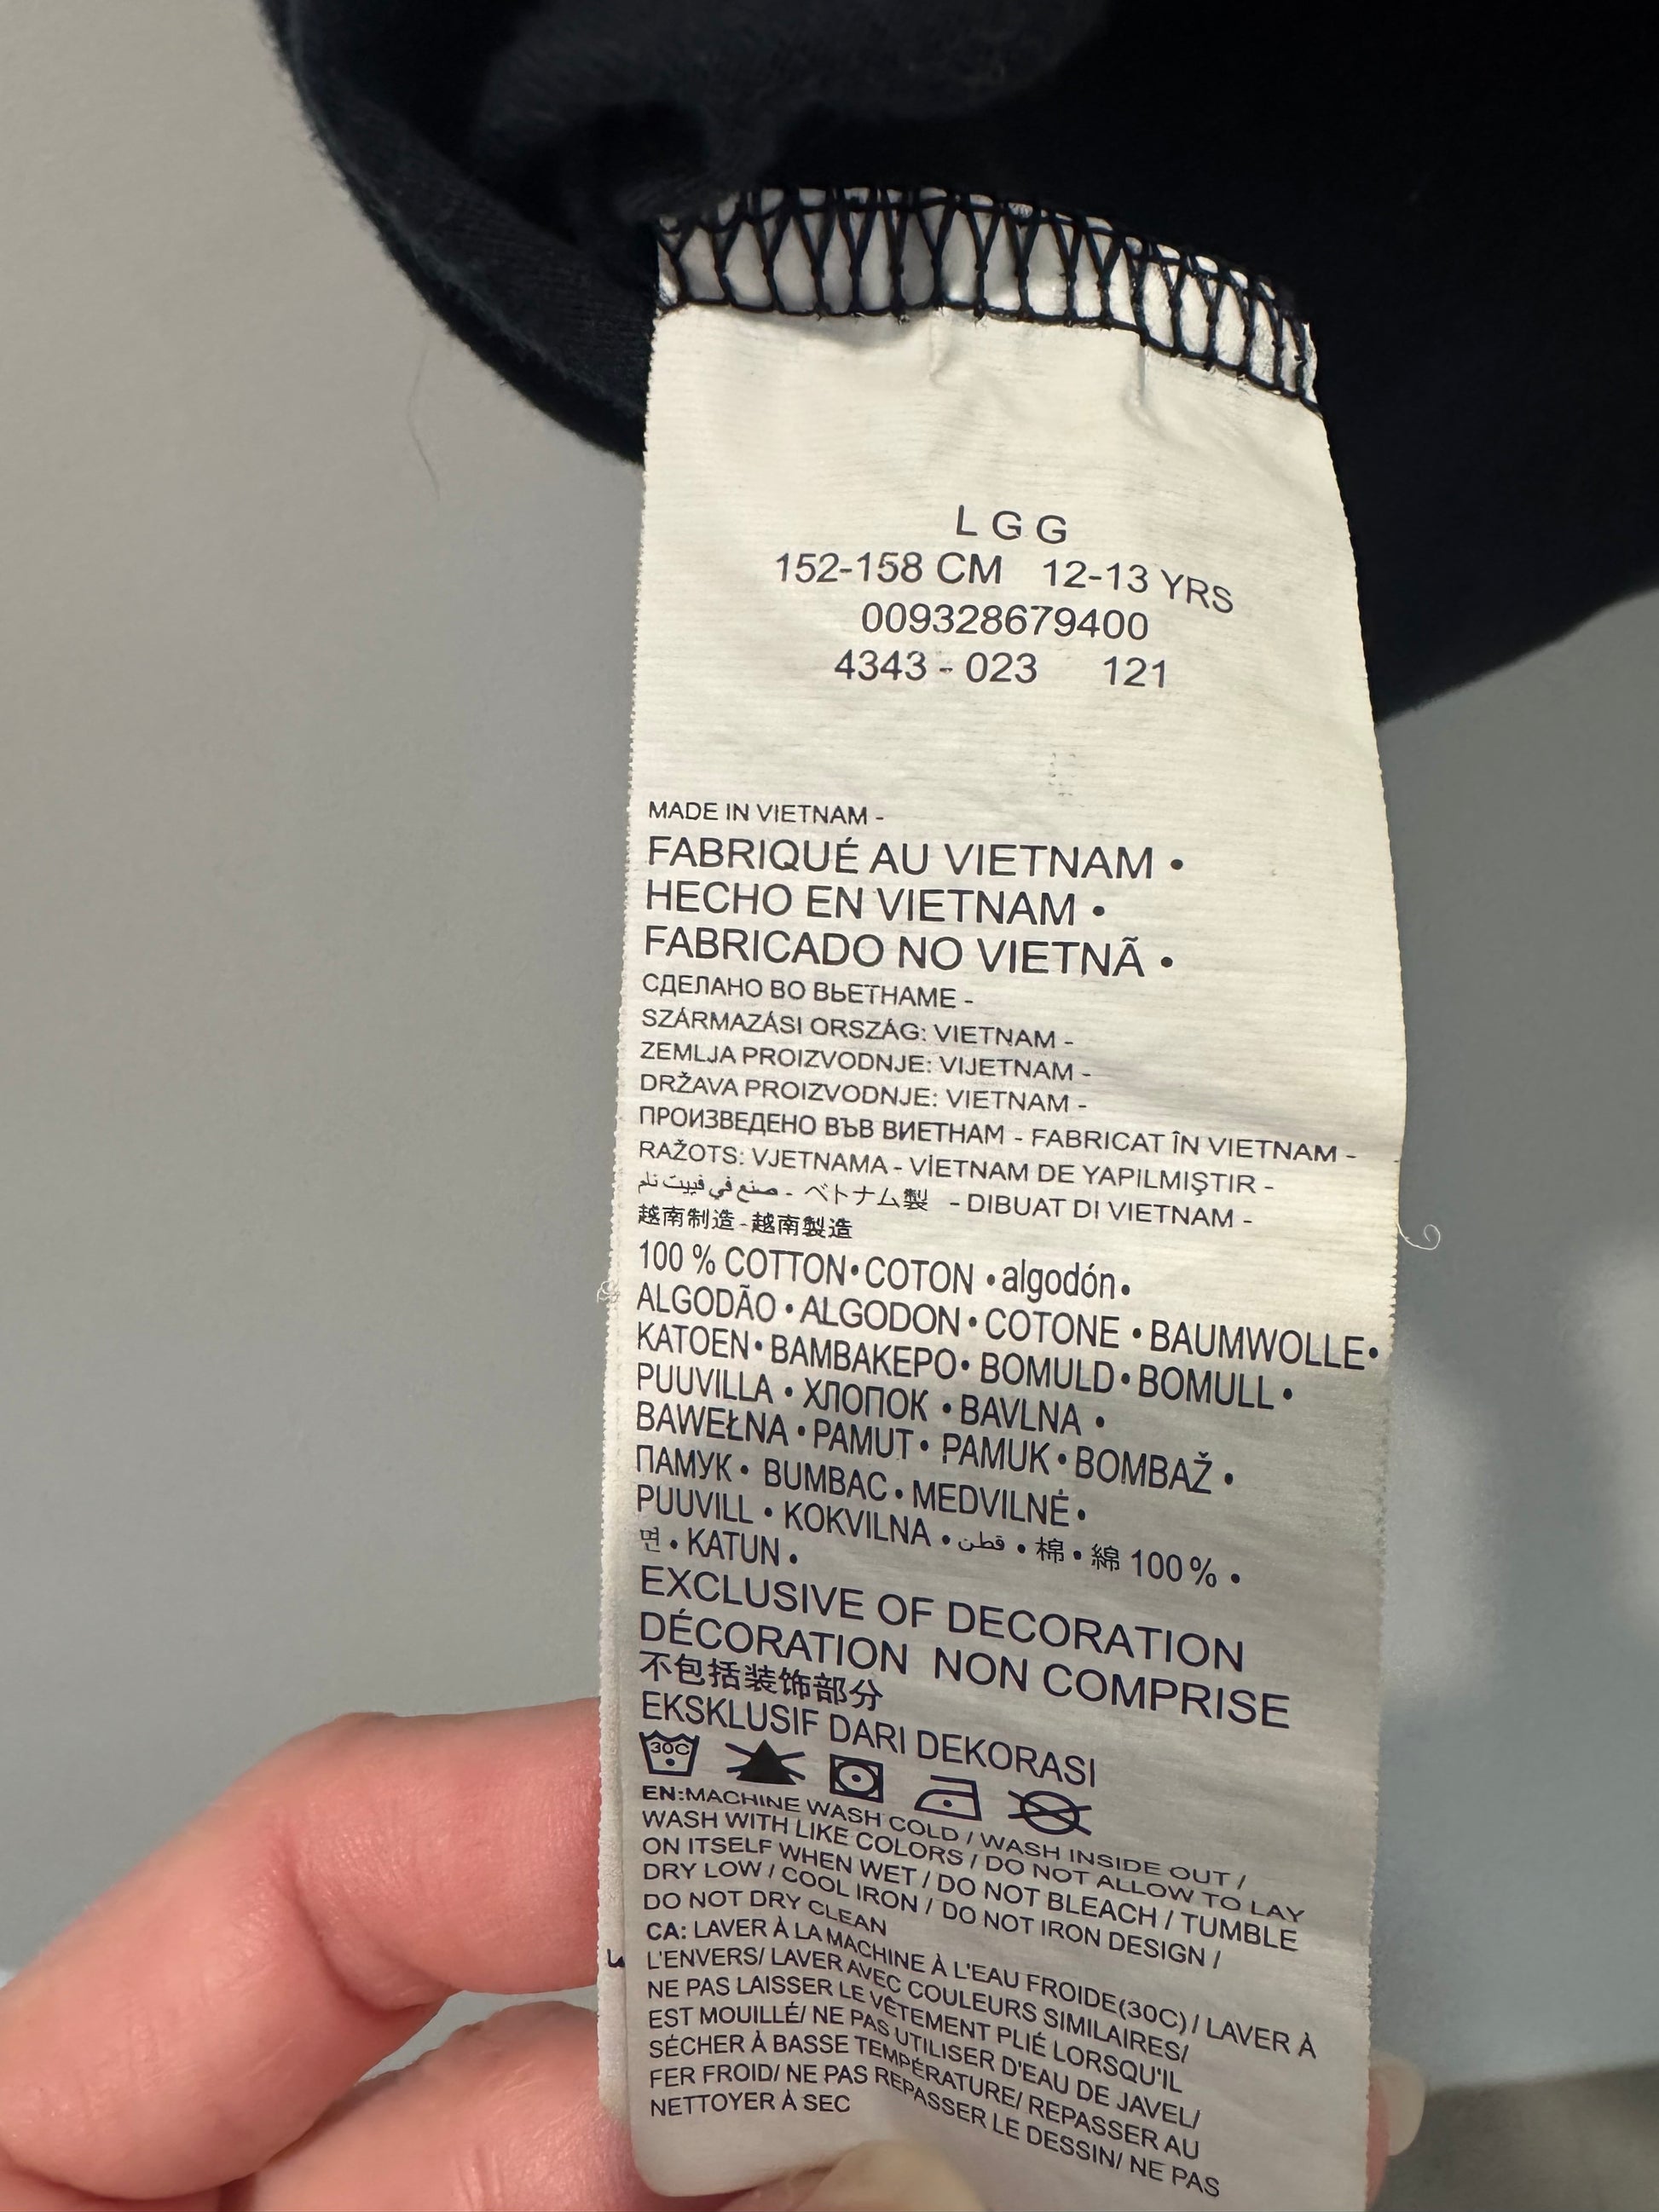 L G G
152-158 CM 12-13 YRS
009328679400
4343 - 023 121
MADE IN VIETNAM -
FABRIQUÉ AU VIETNAM •
HECHO EN VIETNAM •
FABRICADO NO VIETNÃ •
СДЕЛАНО ВО ВЬЕТНАМЕ -
SZÁRMAZÁSI ORSZÁG: VIETNAM -
ZEMLJA PROIZVODNJE: VIJETNAM -
DRŽAVA PROIZVODNJE: VIETNAM -
ПРОИЗВЕДЕНО ВЪВ ВИЕТНАМ - FABRICAT ÎN VIETNAM -
RAŽOTS: VJETNAMA - VİETNAM DE YAPILMIŞTIR -
صنع في فيیت نام - ベトナム製 - DIBUAT DI VIETNAM -
越南制造 - 越南製造
100 % COTTON • COTON • algodón •
ALGODÃO • ALGODON • COTONE • BAUMWOLLE •
KATOEN • BAMBAKEPO • BOMULD • BOMULL •
PUUVILLA • ХЛОПОК • BAVLNA •
BAWEŁNA • PAMUT • PAMUK • BOMBAŽ •
ПАМУК • BUMBAC • MEDVILNĖ •
PUUVILL • KOKVILNA • قطن • 棉 • 綿 100 % •
면 • KATUN •
EXCLUSIVE OF DECORATION
DÉCORATION NON COMPRISE
不包括装饰部分
EKSKLUSIF DARI DEKORASI
30C
EN:MACHINE WASH COLD / WASH INSIDE OUT /
WASH WITH LIKE COLORS / DO NOT ALLOW TO LAY
ON ITSELF WHEN WET / DO NOT BLEACH / TUMBLE
DRY LOW / COOL IRON / DO NOT IRON DESIGN /
DO NOT DRY CLEAN
CA: LAVER À LA MACHINE À L'EAU FROIDE(30C) / LAVER À
L'ENVERS/ LAVER AVEC COULEURS SIMILAIRES/
NE PAS LAISSER LE VÊTEMENT PLIÉ LORSQU'IL
EST MOUILLÉ/ NE PAS UTILISER D'EAU DE JAVEL/
SÉCHER À BASSE TEMPÉRATURE/ REPASSER AU
FER FROID/ NE PAS REPASSER LE DESSIN/ NE PAS
NETTOYER À SEC